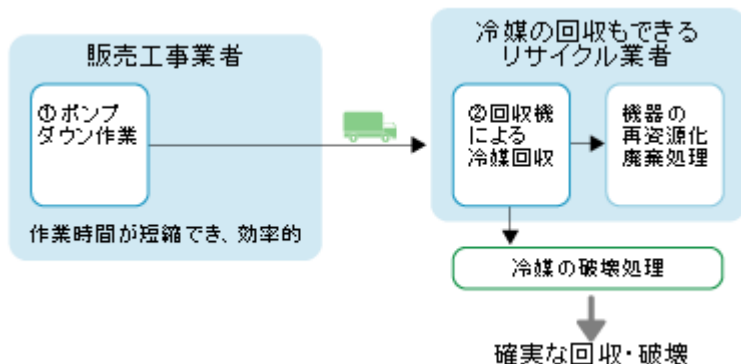 販売工事業者
①ポンプ
ダウン作業
作業時間が短縮でき、効率的
冷媒の回収もできる
リサイクル業者
②回収機
による
冷媒回収
機器の
再資源化
廃棄処理
冷媒の破壊処理
確実な回収・破壊